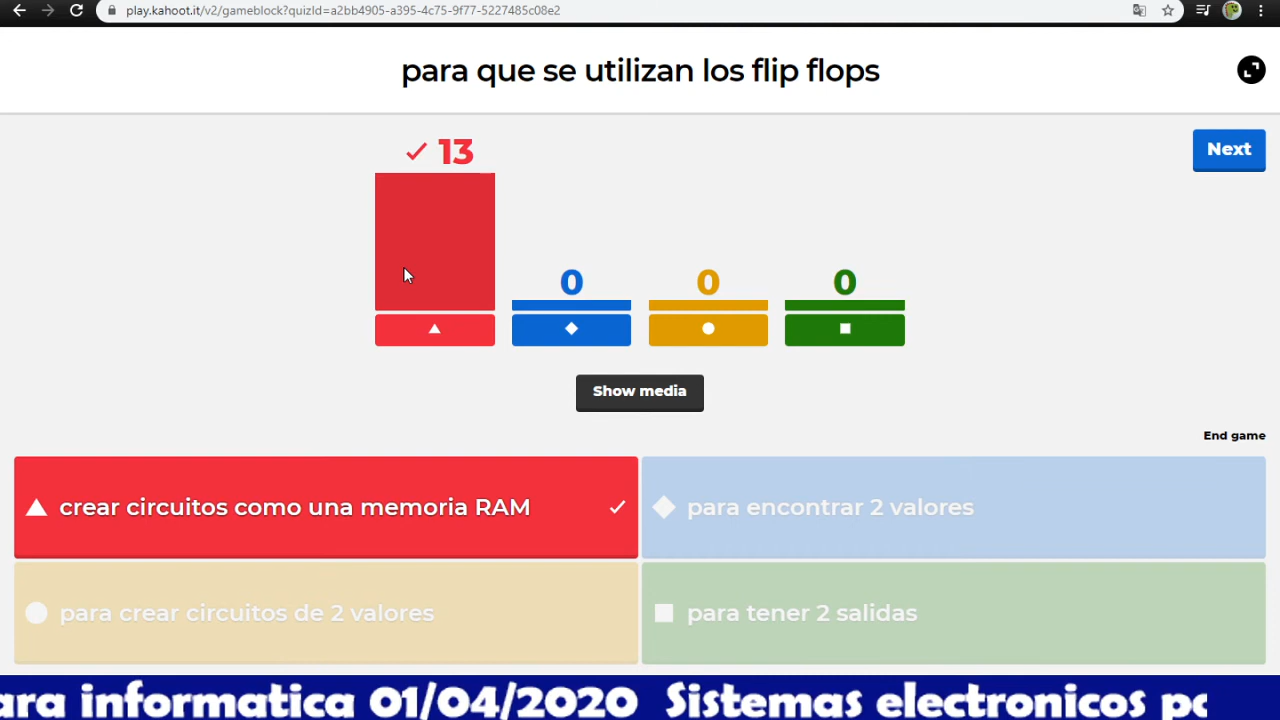 play.kahoot.it/v2/gameblock?quizId=a2bb4905-a395-4c75-9f77-5227485c08e2
para que se utilizan los flip flops
13
Next
0
0
0
Show media
End game
crear circuitos como una memoria RAM
para encontrar 2 valores
para crear circuitos de 2 valores
para tener 2 salidas
ara informatica 01/04/2020 Sistemas electronicos pa